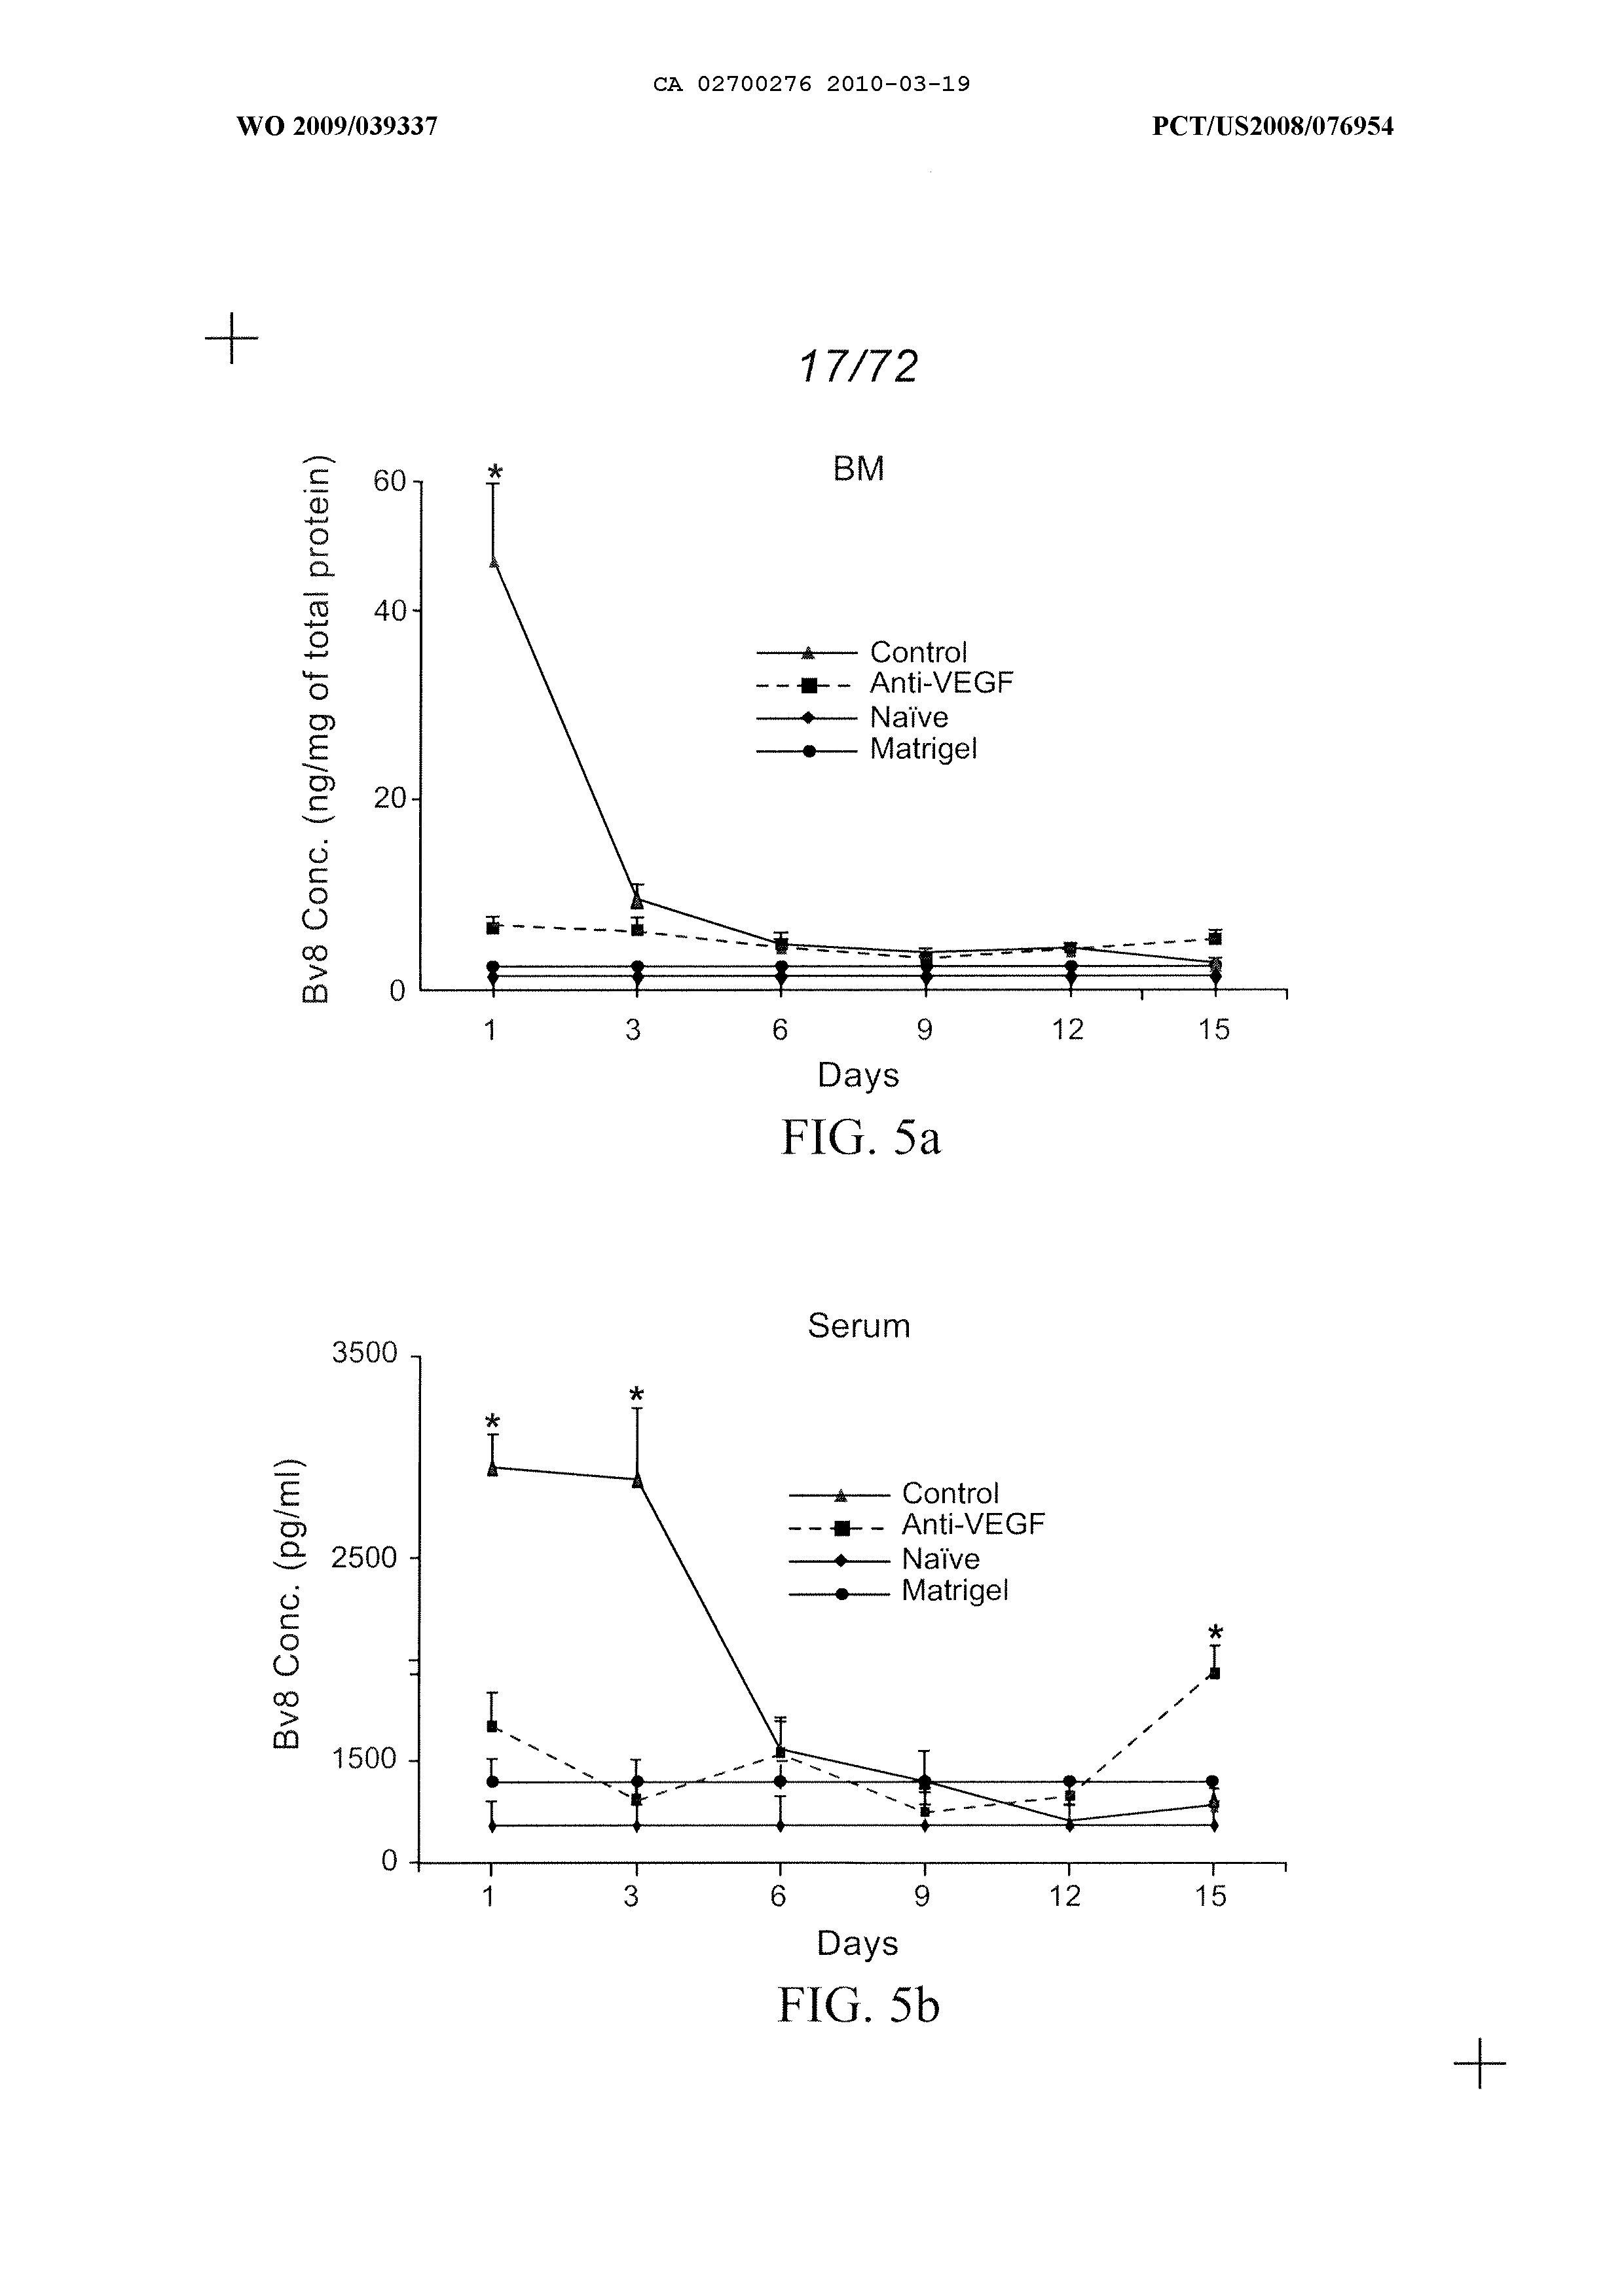 CA 02700276 2010-03-19
WO 2009/039337
PCT/US2008/076954
17/72
BM
Bv8 Conc. (ng/mg of total protein)
60
40
20
0
*
Control
Anti-VEGF
Naïve
Matrigel
1 3 6 9 12 15
Days
FIG. 5a
Serum
Bv8 Conc. (pg/ml)
3500
2500
1500
0
*
*
*
Control
Anti-VEGF
Naïve
Matrigel
1 3 6 9 12 15
Days
FIG. 5b